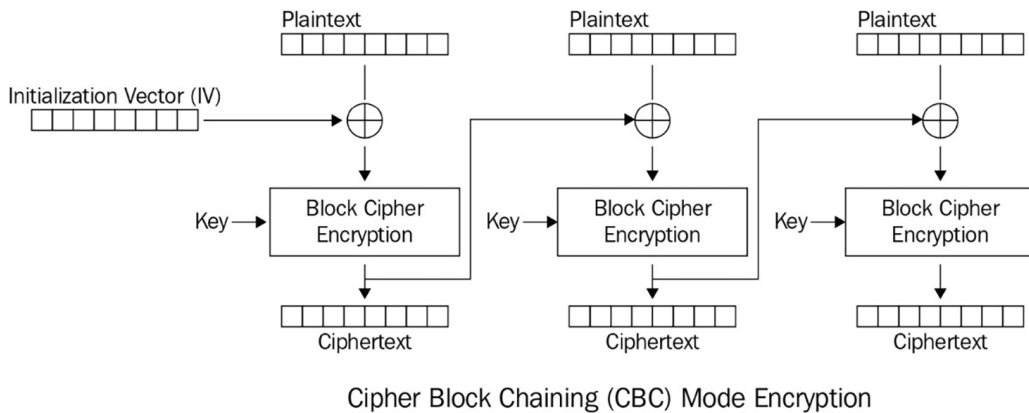 Plaintext
Plaintext
Plaintext
Initialization Vector (IV)
Key
Block Cipher
Encryption
Key
Block Cipher
Encryption
Key
Block Cipher
Encryption
Ciphertext
Ciphertext
Ciphertext
Cipher Block Chaining (CBC) Mode Encryption